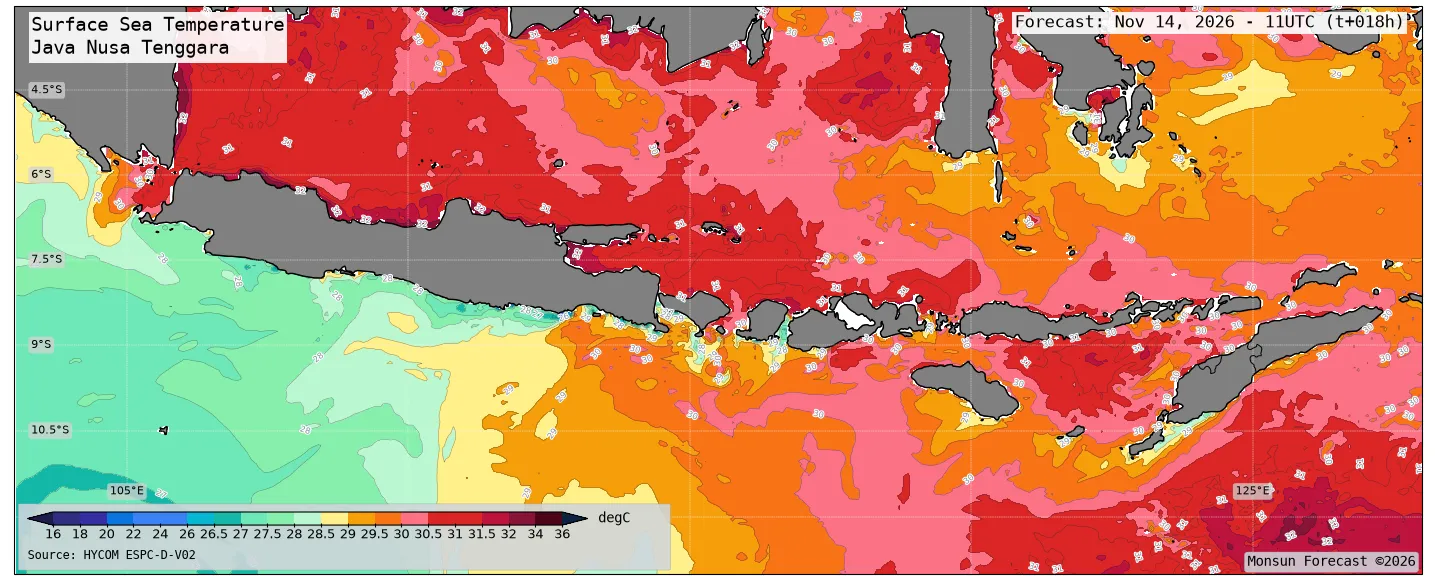 Surface Sea Temperature
Java Nusa Tenggara
Forecast: Nov 14, 2026 - 11UTC (t+018h)
4.5°S
6°S
7.5°S
9°S
10.5°S
105°E
125°E
16 18 20 22 24 26 26.5 27 27.5 28 28.5 29 29.5 30 30.5 31 31.5 32 34 36
degC
Source: HYCOM ESPC-D-V02
Monsun Forecast ©2026